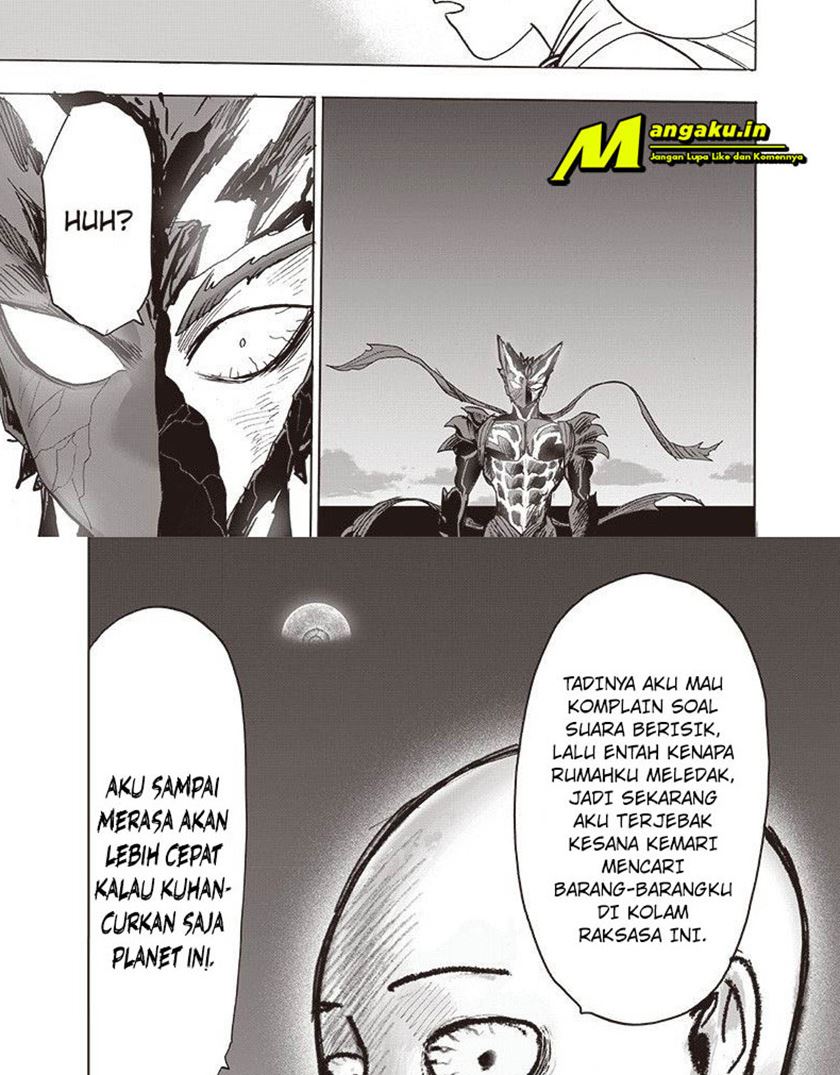 Mangaku.in
Jangan Lupa Like dan Komennya
HUH?
TADINYA AKU MAU
KOMPLAIN SOAL
SUARA BERISIK,
LALU ENTAH KENAPA
RUMAHKU MELEDAK,
JADI SEKARANG
AKU TERJEBAK
KESANA KEMARI
MENCARI
BARANG-BARANGKU
DI KOLAM
RAKSASA INI.
AKU SAMPAI
MERASA AKAN
LEBIH CEPAT
KALAU KUHAN-
CURKAN SAJA
PLANET INI.